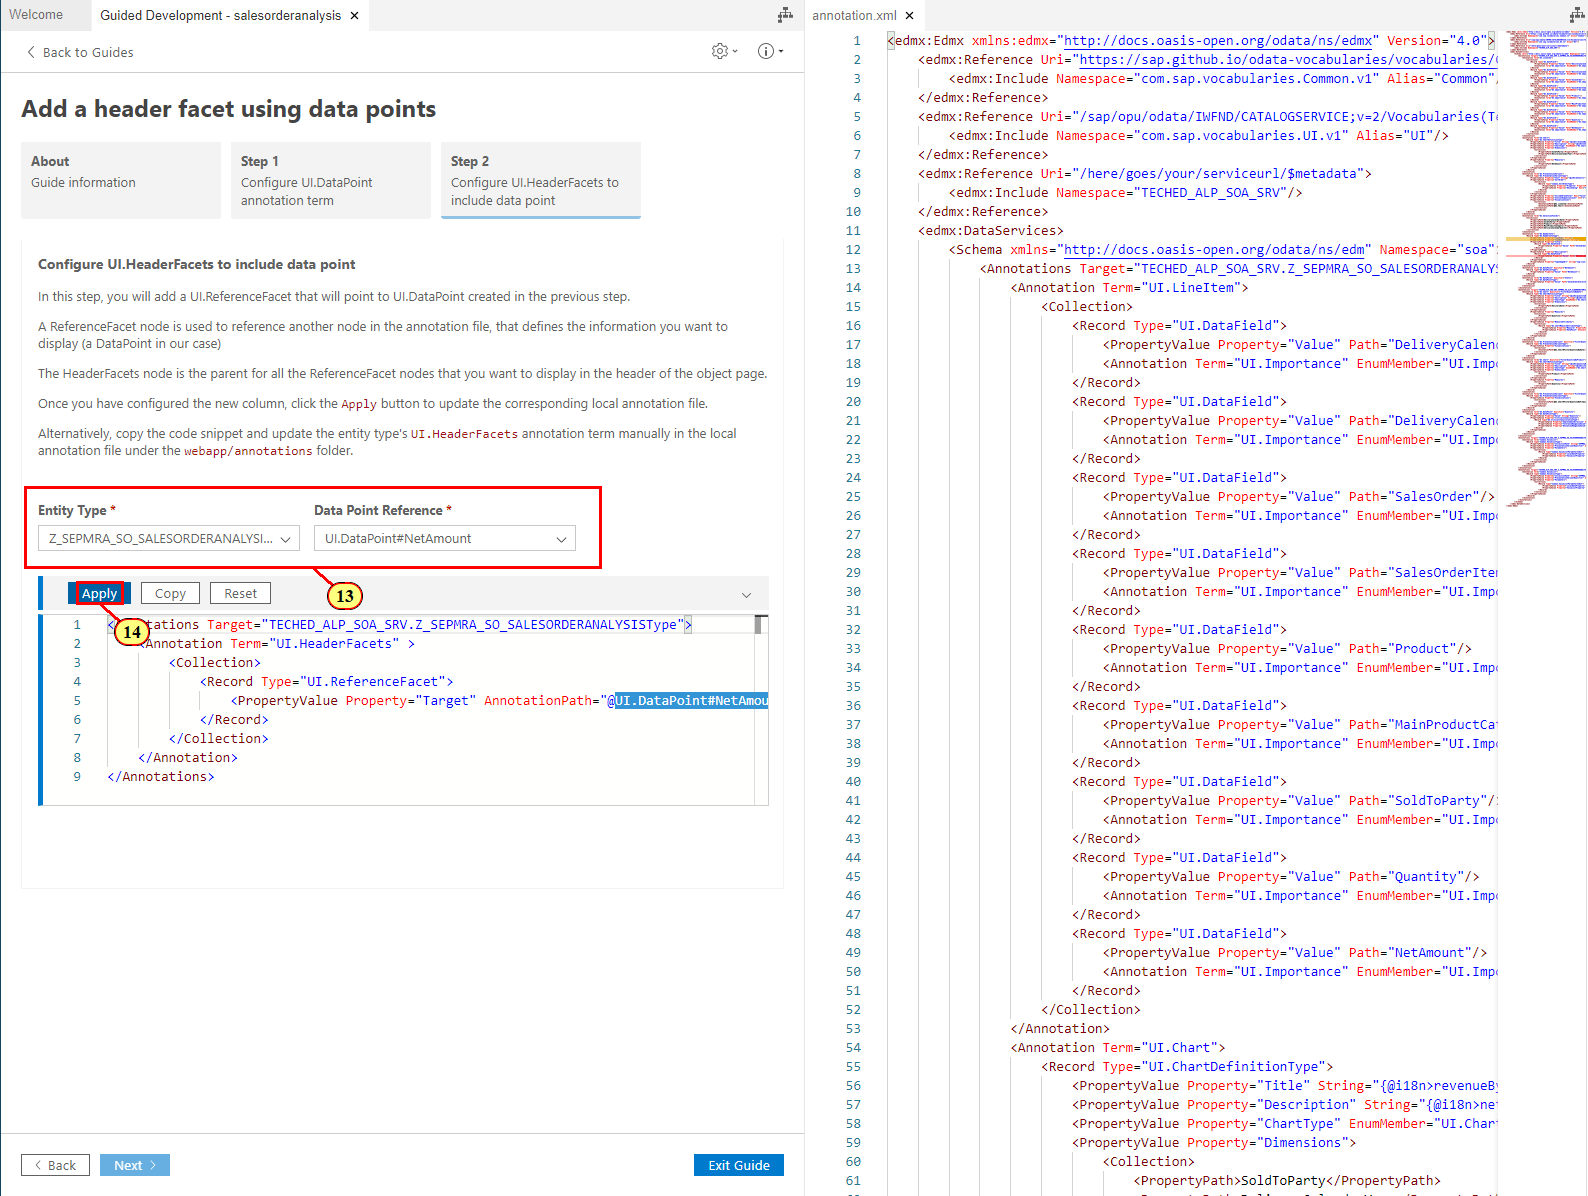 Welcome
Guided Development - salesorderanalysis ×
Back to Guides
Add a header facet using data points
About
Guide information
Step 1
Configure UI.DataPoint
annotation term
Step 2
Configure UI.HeaderFacets to
include data point
Configure UI.HeaderFacets to include data point
In this step, you will add a UI.ReferenceFacet that will point to UI.DataPoint created in the previous step.
A ReferenceFacet node is used to reference another node in the annotation file, that defines the information you want to
display (a DataPoint in our case)
The HeaderFacets node is the parent for all the ReferenceFacet nodes that you want to display in the header of the object page.
Once you have configured the new column, click the Apply button to update the corresponding local annotation file.
Alternatively, copy the code snippet and update the entity type's UI.HeaderFacets annotation term manually in the local
annotation file under the webapp/annotations folder.
Entity Type *
Data Point Reference *
Z_SEPMRA_SO_SALESORDERANALYSI...
UI.DataPoint#NetAmount
Apply
Copy
Reset
13
14
1 < tations Target="TECHED_ALP_SOA_SRV.Z_SEPMRA_SO_SALESORDERANALYSISType">
2 <Annotation Term="UI.HeaderFacets" >
3 <Collection>
4 <Record Type="UI.ReferenceFacet">
5 <PropertyValue Property="Target" AnnotationPath="@UI.DataPoint#NetAmou
6 </Record>
7 </Collection>
8 </Annotation>
9 </Annotations>
Back
Next
Exit Guide
annotation.xml ×
1 <edmx:Edmx xmlns:edmx="http://docs.oasis-open.org/odata/ns/edmx" Version="4.0">
2 <edmx:Reference Uri="https://sap.github.io/odata-vocabularies/vocabularies/
3 <edmx:Include Namespace="com.sap.vocabularies.Common.v1" Alias="Common"/
4 </edmx:Reference>
5 <edmx:Reference Uri="/sap/opu/odata/IWFND/CATALOGSERVICE;v=2/Vocabularies(Te
6 <edmx:Include Namespace="com.sap.vocabularies.UI.v1" Alias="UI"/>
7 </edmx:Reference>
8 <edmx:Reference Uri="/here/goes/your/serviceurl/$metadata">
9 <edmx:Include Namespace="TECHED_ALP_SOA_SRV"/>
10 </edmx:Reference>
11 <edmx:DataServices>
12 <Schema xmlns="http://docs.oasis-open.org/odata/ns/edm" Namespace="soa"
13 <Annotations Target="TECHED_ALP_SOA_SRV.Z_SEPMRA_SO_SALESORDERANALYS
14 <Annotation Term="UI.LineItem">
15 <Collection>
16 <Record Type="UI.DataField">
17 <PropertyValue Property="Value" Path="DeliveryCalend
18 <Annotation Term="UI.Importance" EnumMember="UI.Impo
19 </Record>
20 <Record Type="UI.DataField">
21 <PropertyValue Property="Value" Path="DeliveryCalend
22 <Annotation Term="UI.Importance" EnumMember="UI.Impo
23 </Record>
24 <Record Type="UI.DataField">
25 <PropertyValue Property="Value" Path="SalesOrder"/>
26 <Annotation Term="UI.Importance" EnumMember="UI.Impo
27 </Record>
28 <Record Type="UI.DataField">
29 <PropertyValue Property="Value" Path="SalesOrderIter
30 <Annotation Term="UI.Importance" EnumMember="UI.Impo
31 </Record>
32 <Record Type="UI.DataField">
33 <PropertyValue Property="Value" Path="Product"/>
34 <Annotation Term="UI.Importance" EnumMember="UI.Impo
35 </Record>
36 <Record Type="UI.DataField">
37 <PropertyValue Property="Value" Path="MainProductCat
38 <Annotation Term="UI.Importance" EnumMember="UI.Impo
39 </Record>
40 <Record Type="UI.DataField">
41 <PropertyValue Property="Value" Path="SoldToParty"/>
42 <Annotation Term="UI.Importance" EnumMember="UI.Impo
43 </Record>
44 <Record Type="UI.DataField">
45 <PropertyValue Property="Value" Path="Quantity"/>
46 <Annotation Term="UI.Importance" EnumMember="UI.Impo
47 </Record>
48 <Record Type="UI.DataField">
49 <PropertyValue Property="Value" Path="NetAmount"/>
50 <Annotation Term="UI.Importance" EnumMember="UI.Impo
51 </Record>
52 </Collection>
53 </Annotation>
54 <Annotation Term="UI.Chart">
55 <Record Type="UI.ChartDefinitionType">
56 <PropertyValue Property="Title" String="{@i18n>revenueBy
57 <PropertyValue Property="Description" String="{@i18n>net
58 <PropertyValue Property="ChartType" EnumMember="UI.Chart
59 <PropertyValue Property="Dimensions">
60 <Collection>
61 <PropertyPath>SoldToParty</PropertyPath>